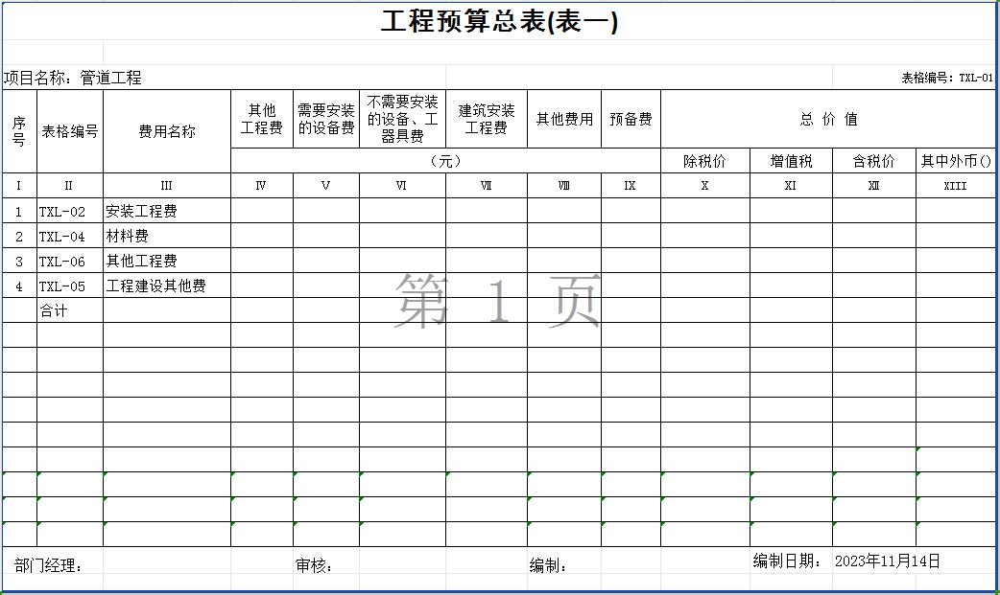 工程预算总表(表一)
项目名称：管道工程 表格编号：TXL-01
序号 表格编号 费用名称 其他工程费 需要安装的设备费 不需要安装的设备、工器具费 建筑安装工程费 其他费用 预备费 总 价 值
（元） 除税价 增值税 含税价 其中外币()
I II III IV V VI VII VIII IX X XI XII XIII
1 TXL-02 安装工程费
2 TXL-04 材料费
3 TXL-06 其他工程费
4 TXL-05 工程建设其他费
合计
第 1 页
部门经理： 审核： 编制： 编制日期： 2023年11月14日